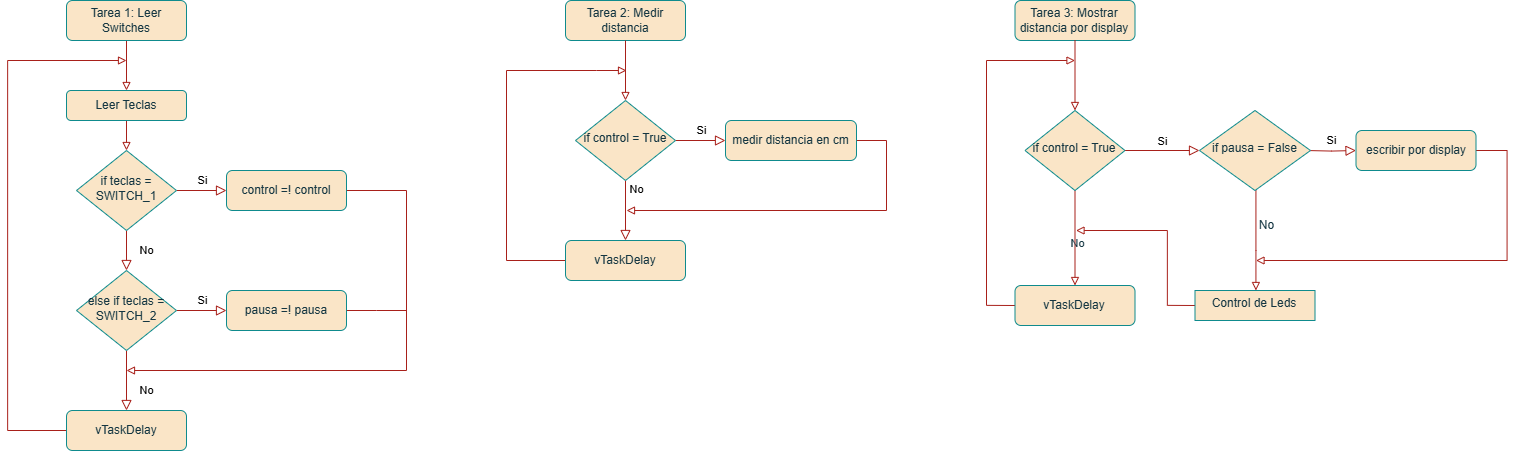 Tarea 1: Leer
Switches
Leer Teclas
if teclas =
SWITCH_1
Si
control =! control
No
else if teclas =
SWITCH_2
Si
pausa =! pausa
No
vTaskDelay
Tarea 2: Medir
distancia
if control = True
Si
medir distancia en cm
No
vTaskDelay
Tarea 3: Mostrar
distancia por display
if control = True
Si
if pausa = False
Si
escribir por display
No
No
Control de Leds
vTaskDelay